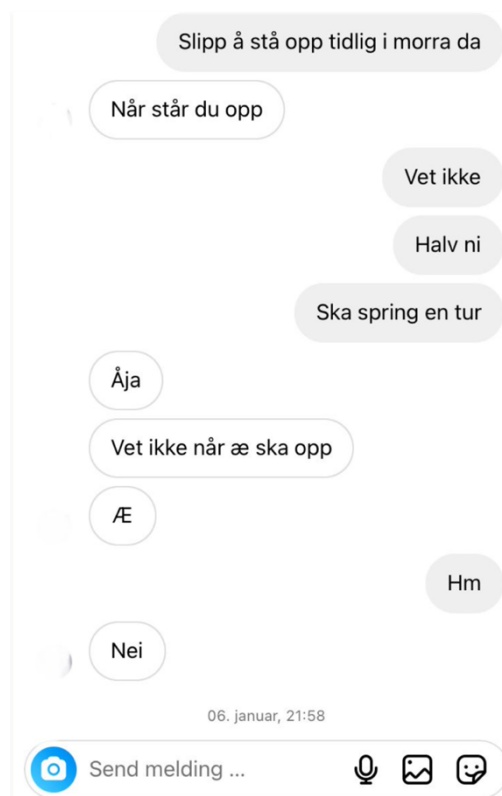 Slipp å stå opp tidlig i morra da
Når står du opp
Vet ikke
Halv ni
Ska spring en tur
Åja
Vet ikke når æ ska opp
Æ
Hm
Nei
06. januar, 21:58
Send melding ...